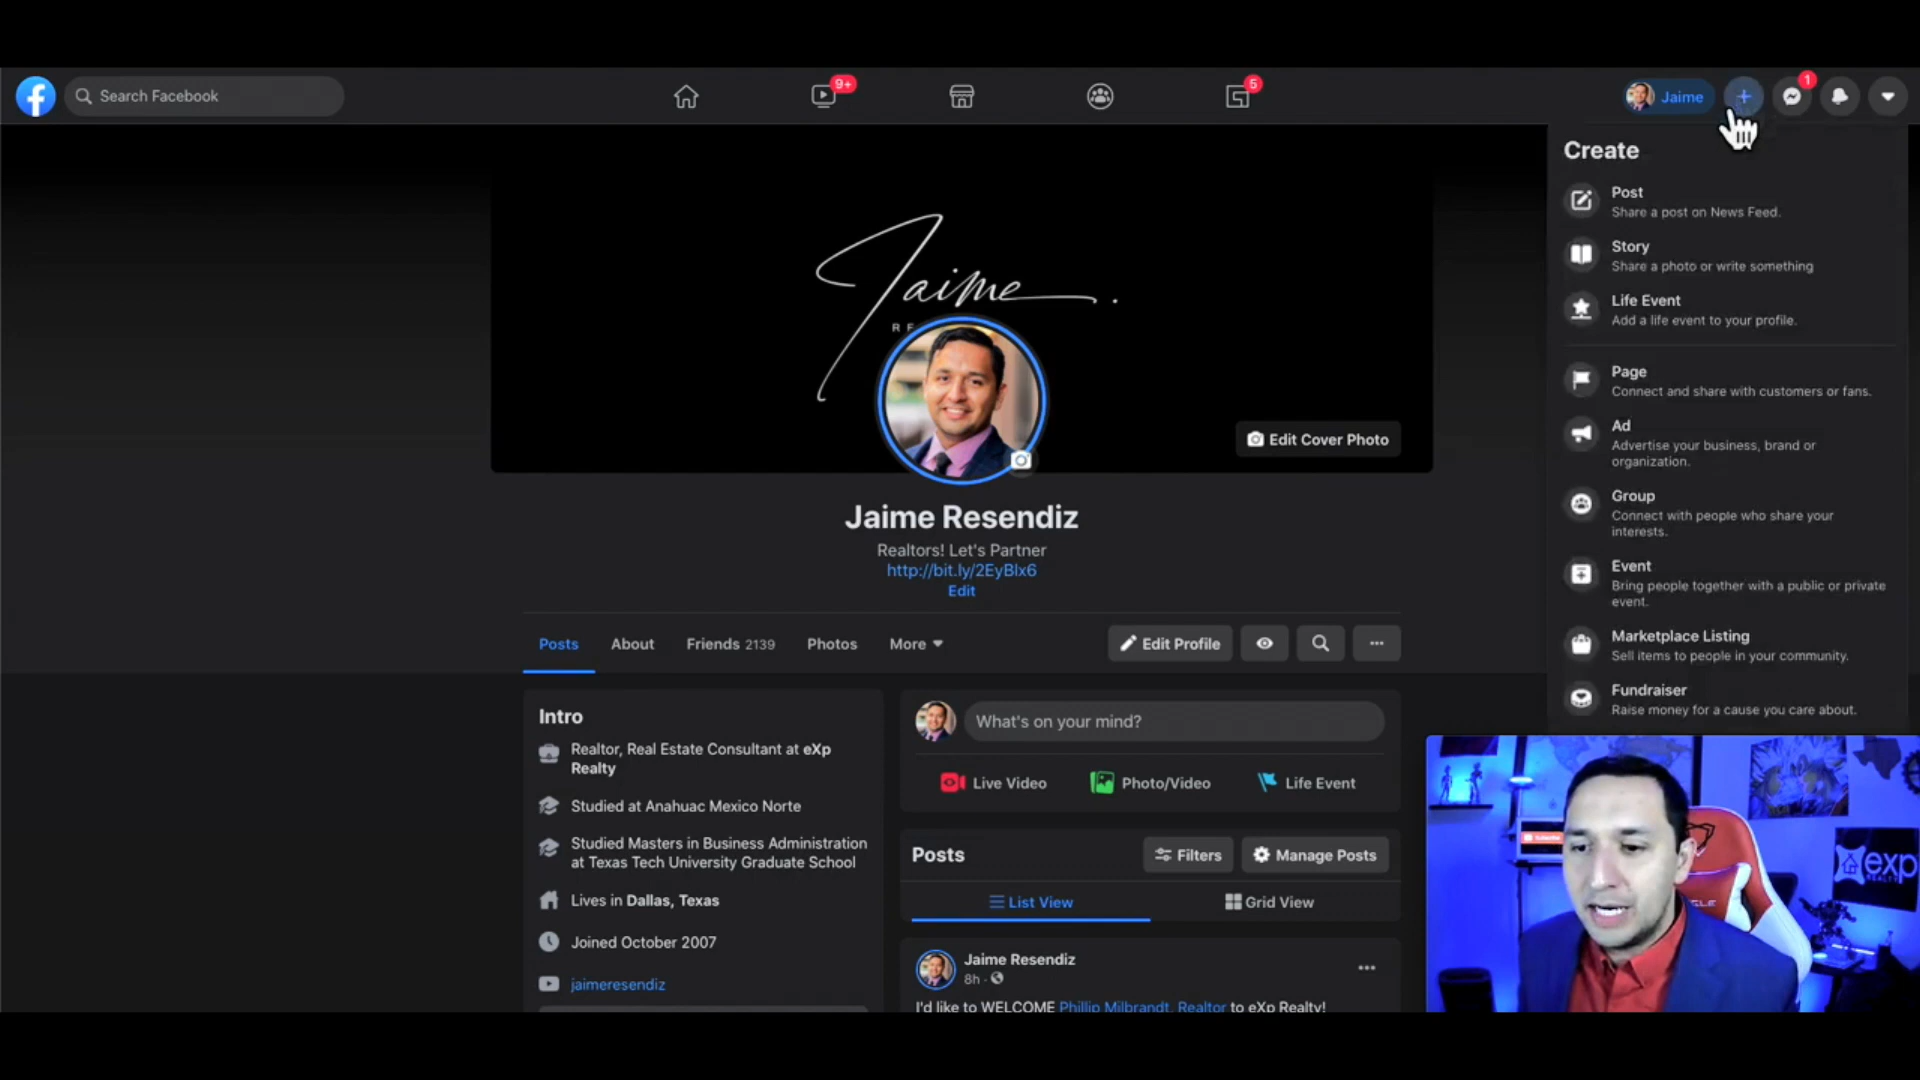 Search Facebook
9+
5
Jaime
1
Create
Post
Share a post on News Feed.
Story
Share a photo or write something
Life Event
Add a life event to your profile.
Page
Connect and share with customers or fans.
Ad
Advertise your business, brand or
organization.
Group
Connect with people who share your
interests.
Event
Bring people together with a public or private
event.
Marketplace Listing
Sell items to people in your community.
Fundraiser
Raise money for a cause you care about.
Jaime
RE
Edit Cover Photo
Jaime Resendiz
Realtors! Let's Partner
http://bit.ly/2EyBlx6
Edit
Posts
About
Friends 2139
Photos
More
Edit Profile
Intro
Realtor, Real Estate Consultant at eXp
Realty
Studied at Anahuac Mexico Norte
Studied Masters in Business Administration
at Texas Tech University Graduate School
Lives in Dallas, Texas
Joined October 2007
jaimeresendiz
What's on your mind?
Live Video
Photo/Video
Life Event
Posts
Filters
Manage Posts
List View
Grid View
Jaime Resendiz
8h
I'd like to WELCOME Phillip Milbrandt, Realtor to eXp Realty!
exp
REALTY